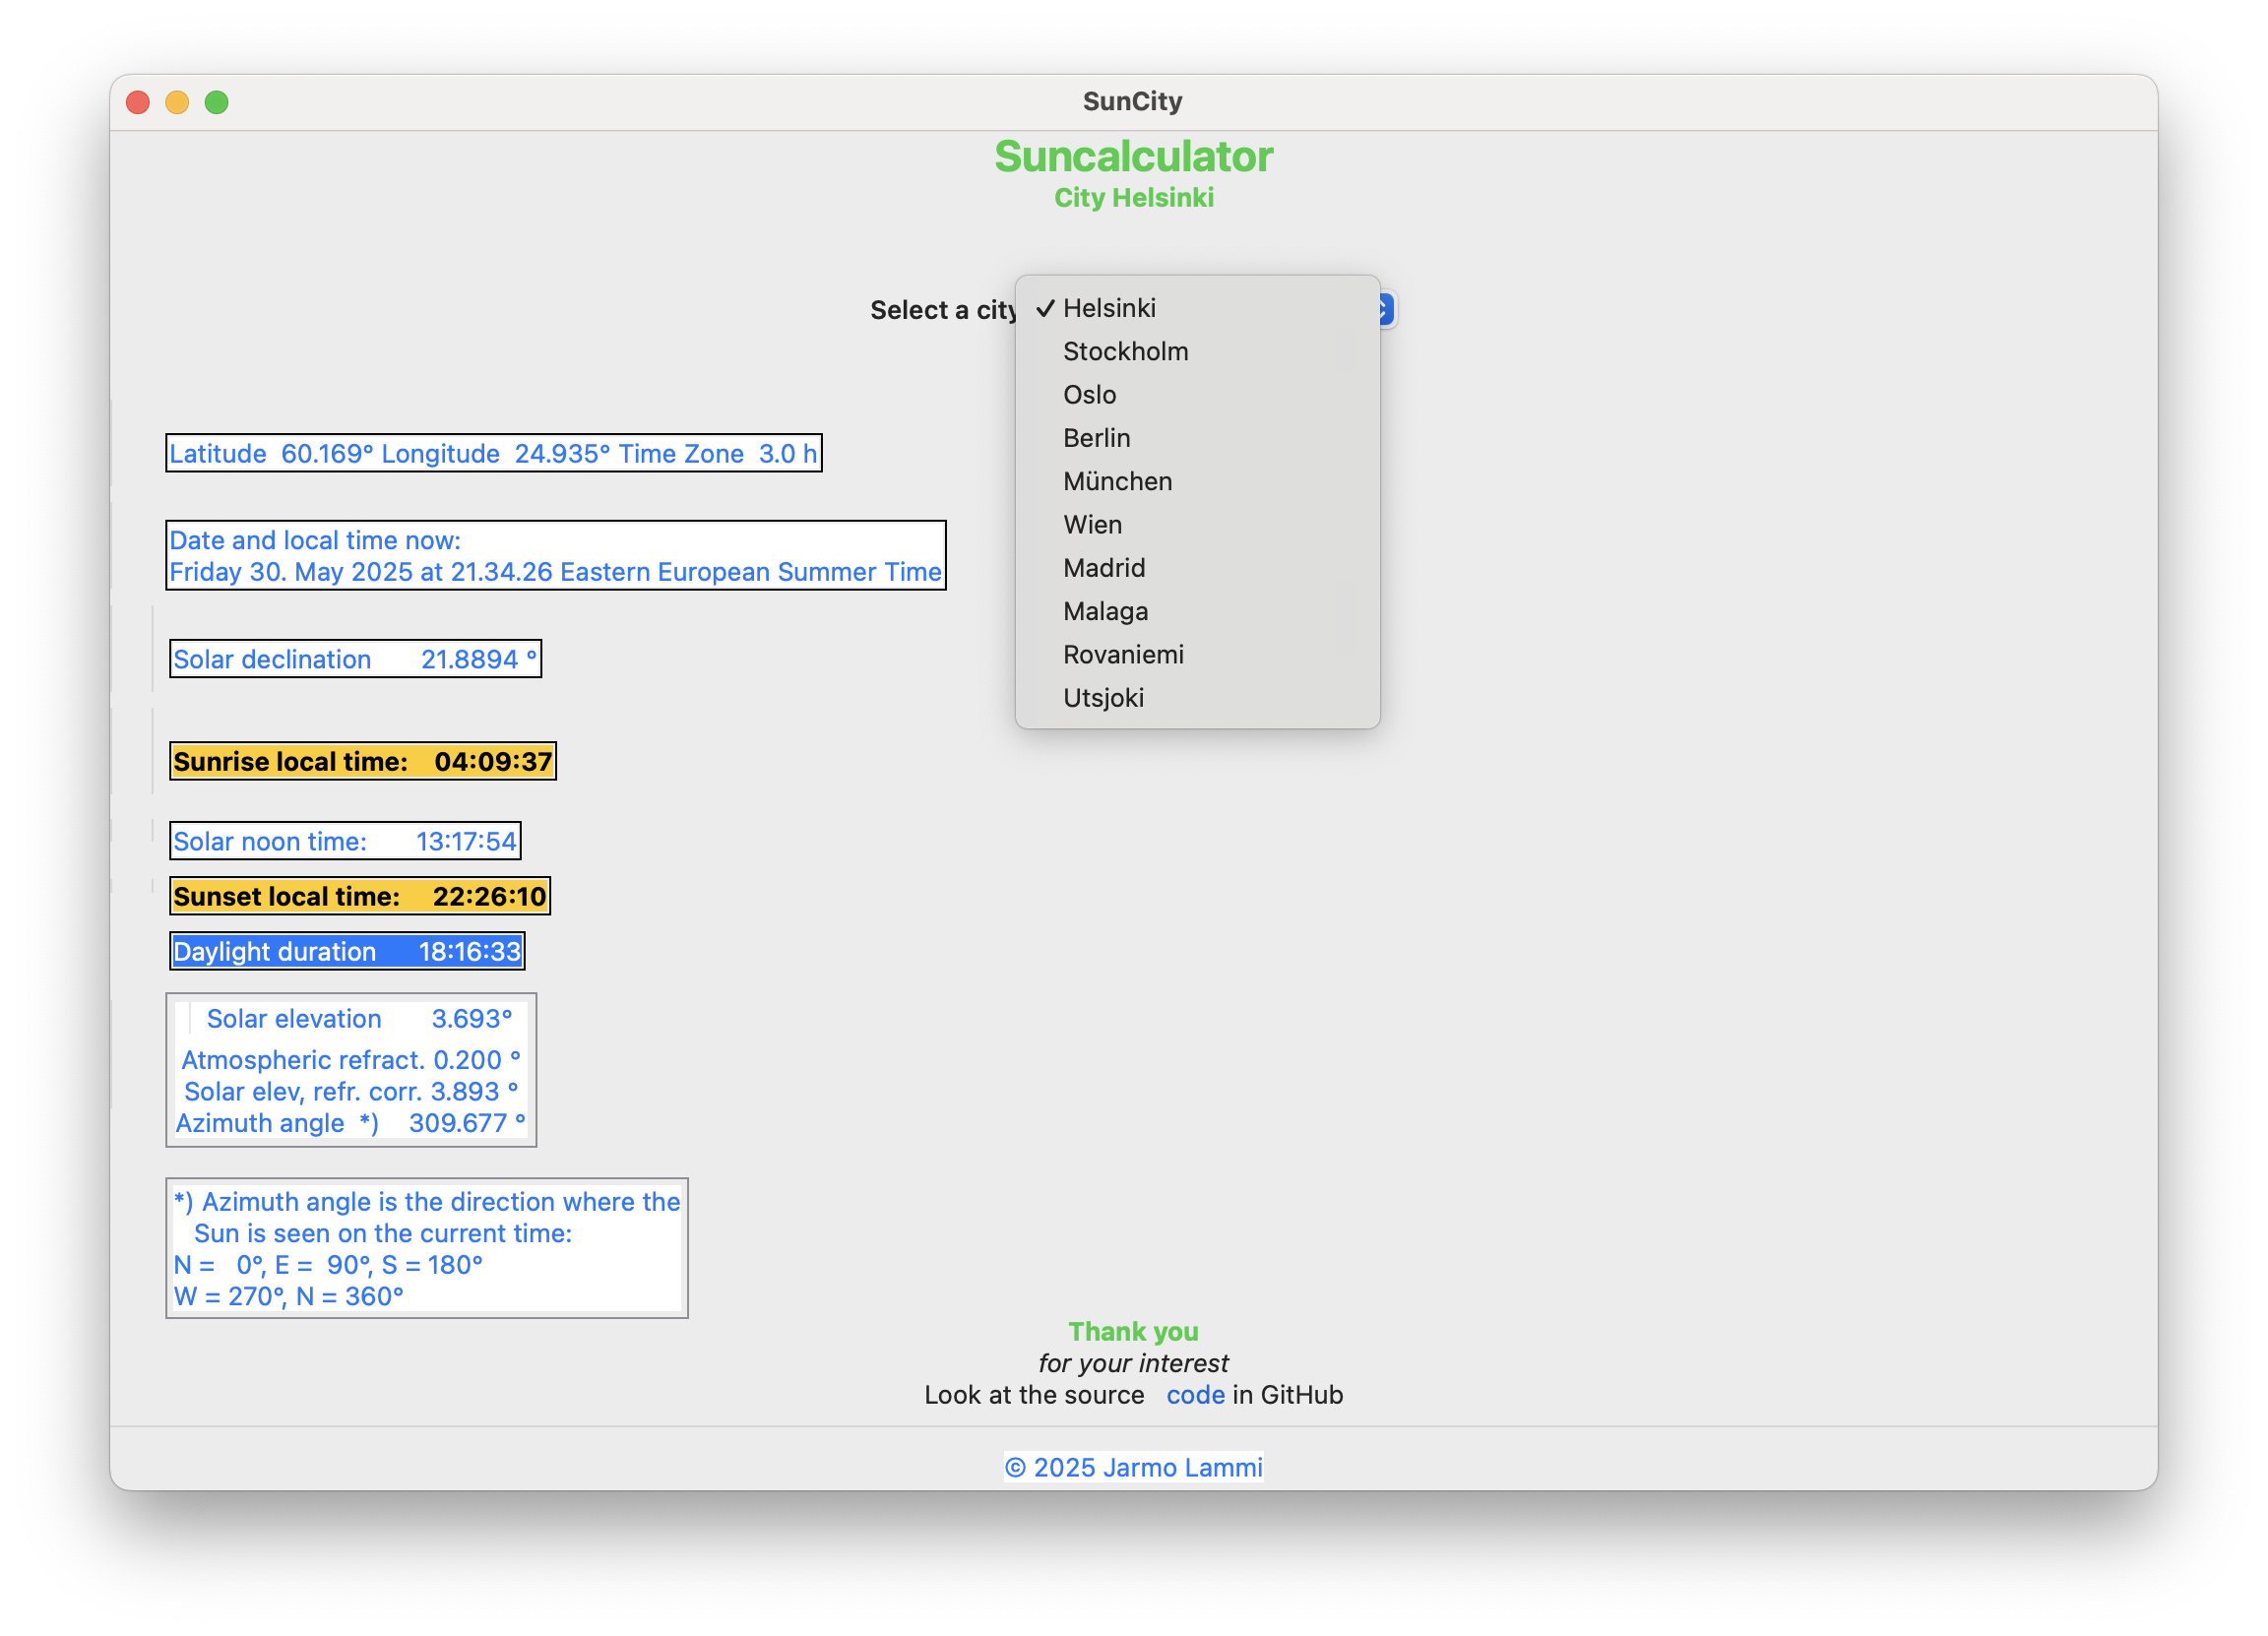 SunCity
Suncalculator
City Helsinki
Select a city
✓ Helsinki
Stockholm
Oslo
Berlin
München
Wien
Madrid
Malaga
Rovaniemi
Utsjoki
Latitude 60.169° Longitude 24.935° Time Zone 3.0 h
Date and local time now:
Friday 30. May 2025 at 21.34.26 Eastern European Summer Time
Solar declination 21.8894 °
Sunrise local time: 04:09:37
Solar noon time: 13:17:54
Sunset local time: 22:26:10
Daylight duration 18:16:33
Solar elevation 3.693°
Atmospheric refract. 0.200 °
Solar elev, refr. corr. 3.893 °
Azimuth angle *) 309.677 °
*) Azimuth angle is the direction where the
Sun is seen on the current time:
N = 0°, E = 90°, S = 180°
W = 270°, N = 360°
Thank you
for your interest
Look at the source code in GitHub
© 2025 Jarmo Lammi